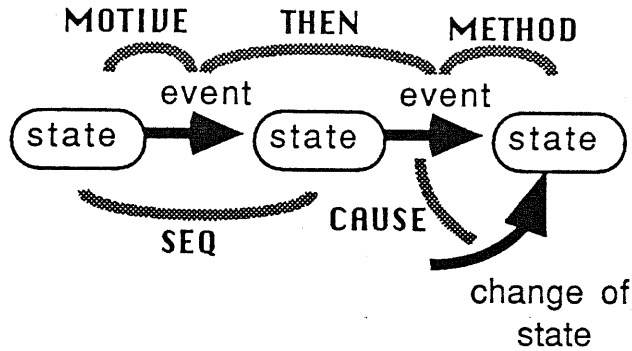 MOTIVE THEN METHOD
event event
state state state
SEQ CAUSE
change of
state